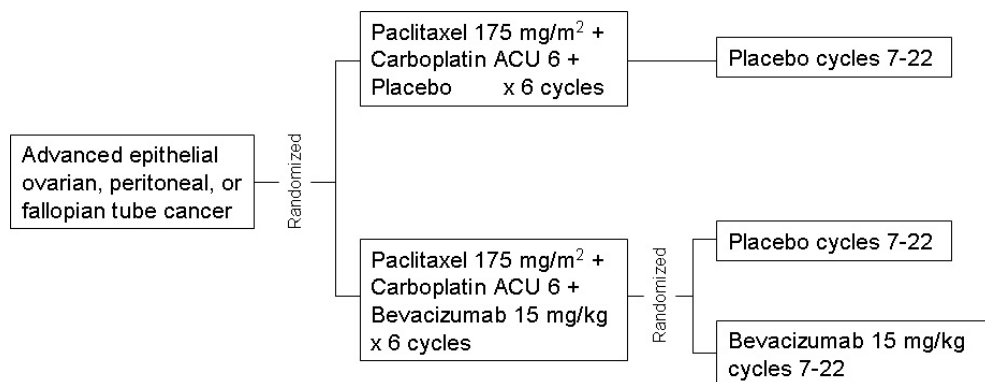 Advanced epithelial
ovarian, peritoneal, or
fallopian tube cancer
Randomized
Paclitaxel 175 mg/m² +
Carboplatin ACU 6 +
Placebo x 6 cycles
Placebo cycles 7-22
Paclitaxel 175 mg/m² +
Carboplatin ACU 6 +
Bevacizumab 15 mg/kg
x 6 cycles
Randomized
Placebo cycles 7-22
Bevacizumab 15 mg/kg
cycles 7-22